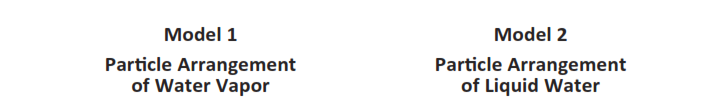 Model 1
Particle Arrangement
of Water Vapor
Model 2
Particle Arrangement
of Liquid Water